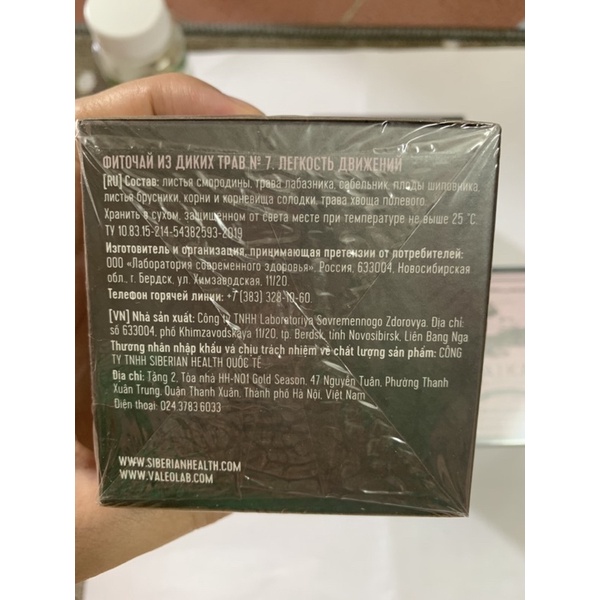 ФИТОЧАЙ ИЗ ДИКИХ ТРАВ № 7. ЛЕГКОСТЬ ДВИЖЕНИЙ
[RU] Состав: листья смородины, трава лабазника, сабельник, плоды шиповника,
листья брусники, корни и корневища солодки, трава хвоща полевого.
Хранить в сухом, защищенном от света месте при температуре не выше 25 °С.
ТУ 10.83.15-214-54382593-2019
Изготовитель и организация, принимающая претензии от потребителей:
ООО «Лаборатория современного здоровья», Россия, 633004, Новосибирская
обл., г. Бердск, ул. Химзаводская, 11/20.
Телефон горячей линии: +7 (383) 328-10-60.
[VN] Nhà sản xuất: Công ty TNHH Laboratoriya Sovremennogo Zdorovya. Địa chỉ:
số 633004, phố Khimzavodskaya 11/20, tp. Berdsk, tỉnh Novosibirsk, Liên Bang Nga
Thương nhân nhập khẩu và chịu trách nhiệm về chất lượng sản phẩm: CÔNG
TY TNHH SIBERIAN HEALTH QUỐC TẾ
Địa chỉ: Tầng 2, Tòa nhà HH-N01 Gold Season, 47 Nguyễn Tuân, Phường Thanh
Xuân Trung, Quận Thanh Xuân, Thành phố Hà Nội, Việt Nam
Điện thoại: 024 3783 6033
WWW.SIBERIANHEALTH.COM
WWW.VALEOLAB.COM